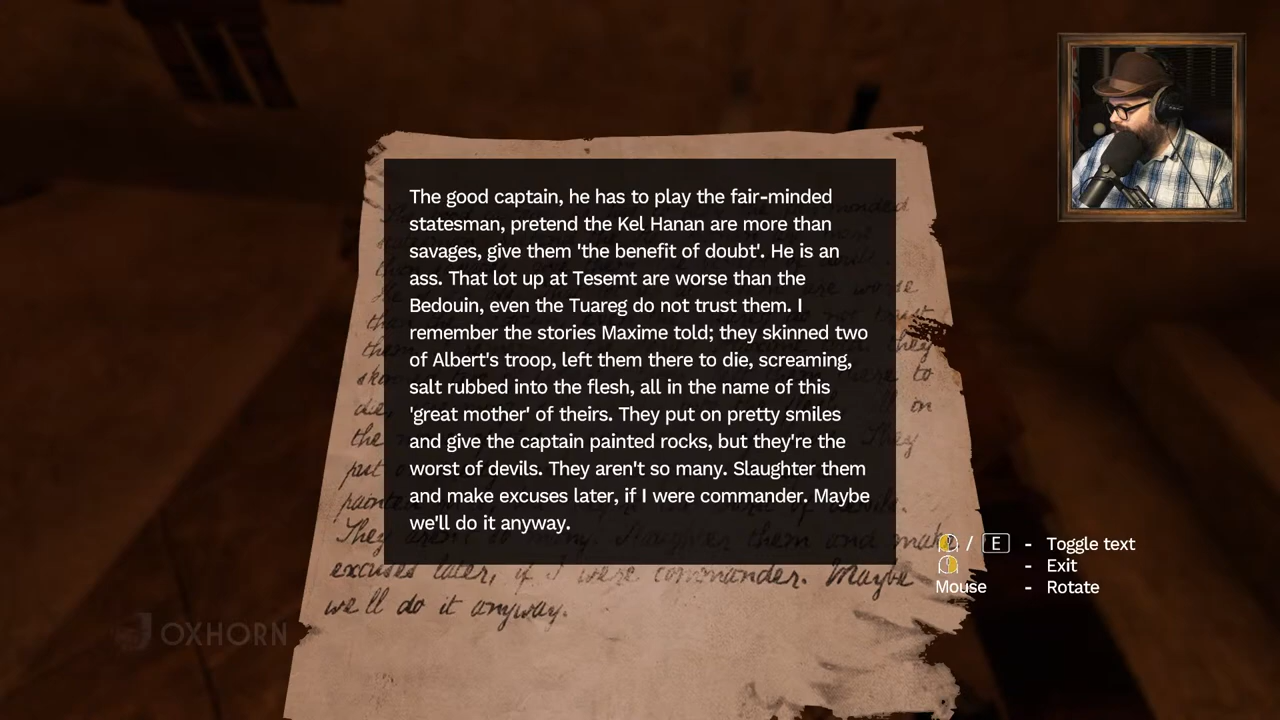 The good captain, he has to play the fair-minded
statesman, pretend the Kel Hanan are more than
savages, give them 'the benefit of doubt'. He is an
ass. That lot up at Tesemt are worse than the
Bedouin, even the Tuareg do not trust them. I
remember the stories Maxime told; they skinned two
of Albert's troop, left them there to die, screaming,
salt rubbed into the flesh, all in the name of this
'great mother' of theirs. They put on pretty smiles
and give the captain painted rocks, but they're the
worst of devils. They aren't so many. Slaughter them
and make excuses later, if I were commander. Maybe
we'll do it anyway.
excuses later, if I were commander. Maybe
we'll do it anyway.
/ E - Toggle text
- Exit
Mouse - Rotate
OXHORN